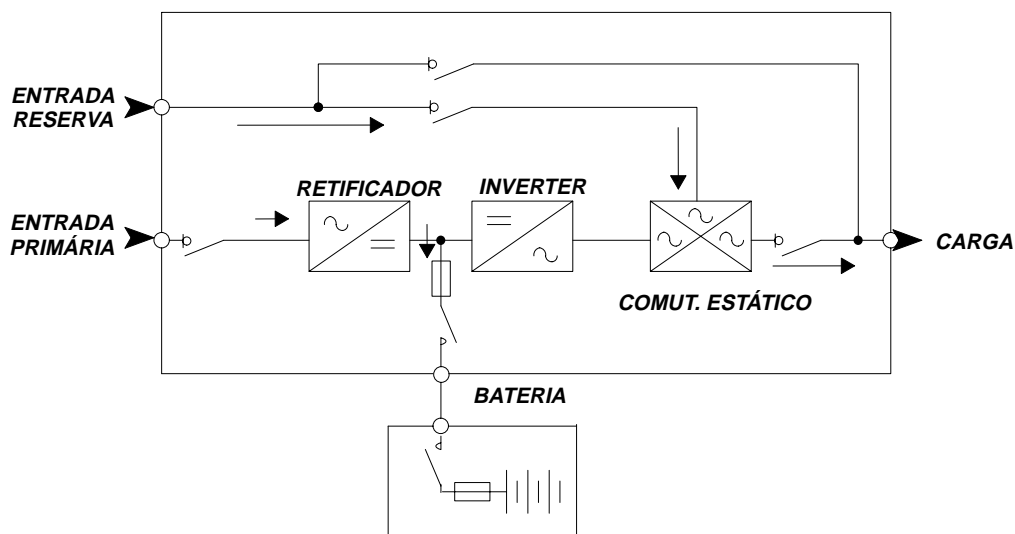 ENTRADA
RESERVA
RETIFICADOR
INVERTER
ENTRADA
PRIMÁRIA
CARGA
COMUT. ESTÁTICO
BATERIA